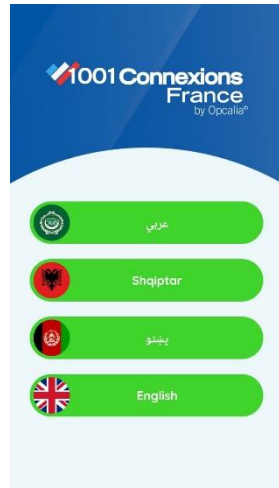 1001 Connexions
France
by Opcalia®
عربي
Shqiptar
پښتو
English